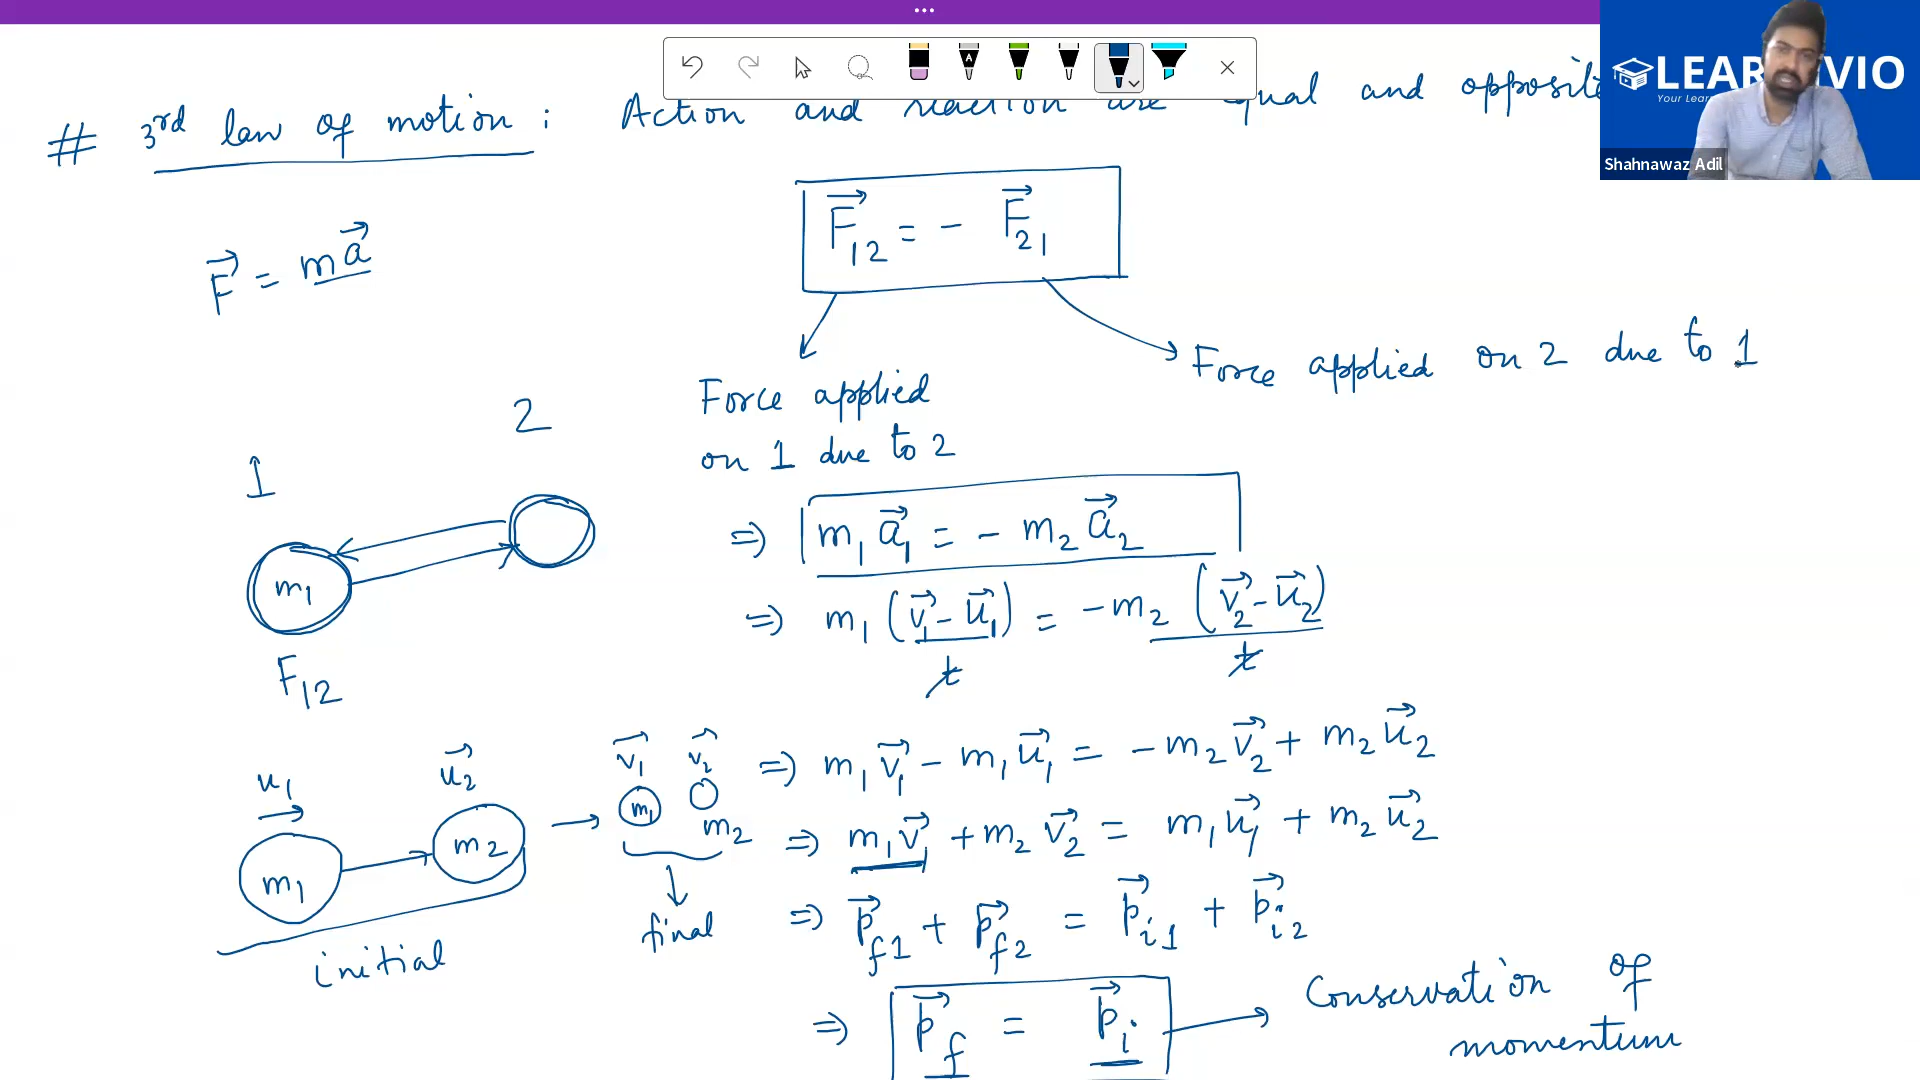 LEAR VIO
Your Lear
Shahnawaz Adil
# 3rd law of motion : Action and reaction are equal and opposite
F⃗₁₂ = - F⃗₂₁
F⃗ = ma⃗
Force applied on 2 due to 1
Force applied
on 1 due to 2
1 2
m₁
F₁₂
⇒ m₁a⃗₁ = - m₂a⃗₂
⇒ m₁(v⃗₁ - u⃗₁)/t = -m₂(v⃗₂ - u⃗₂)/t
u₁ u⃗₂
m₁ m₂
initial
v⃗₁ v⃗₂
m₁ m₂
final
⇒ m₁v⃗₁ - m₁u⃗₁ = -m₂v⃗₂ + m₂u⃗₂
⇒ m₁v⃗₁ + m₂v⃗₂ = m₁u⃗₁ + m₂u⃗₂
⇒ p⃗f1 + p⃗f2 = p⃗i1 + p⃗i2
⇒ p⃗f = p⃗i
Conservation of
momentum